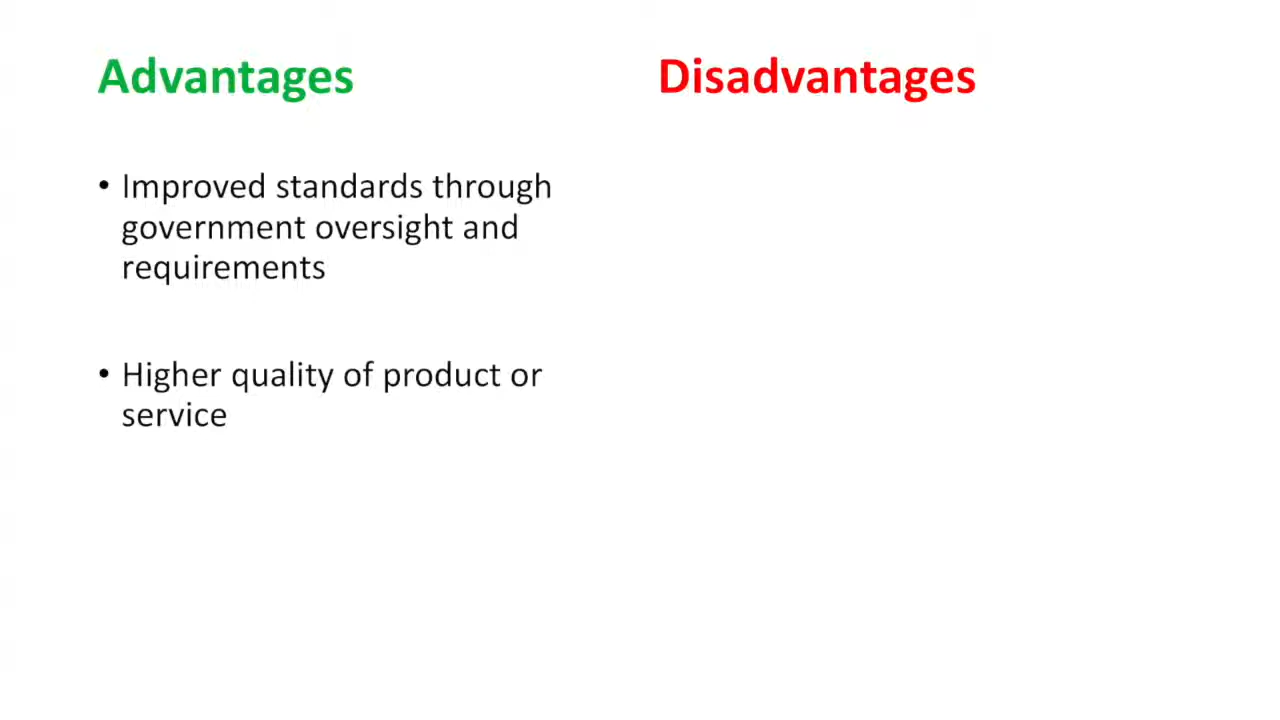 Advantages
Disadvantages
• Improved standards through
government oversight and
requirements
• Higher quality of product or
service